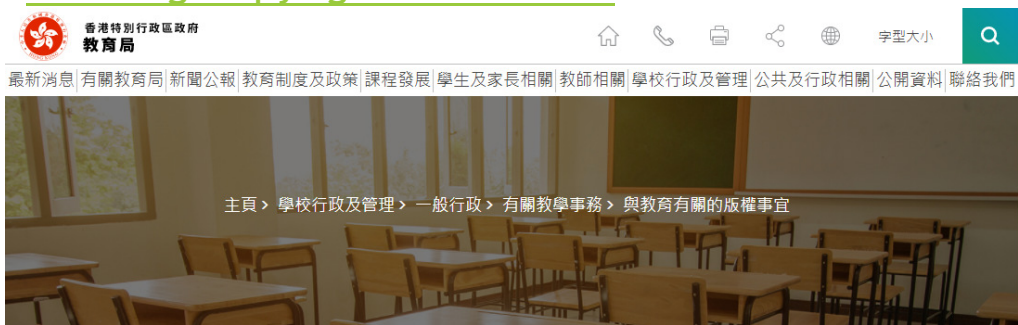 香港特別行政區政府
教育局
字型大小
最新消息 有關教育局 新聞公報 教育制度及政策 課程發展 學生及家長相關 教師相關 學校行政及管理 公共及行政相關 公開資料 聯絡我們
主頁 > 學校行政及管理 > 一般行政 > 有關教學事務 > 與教育有關的版權事宜